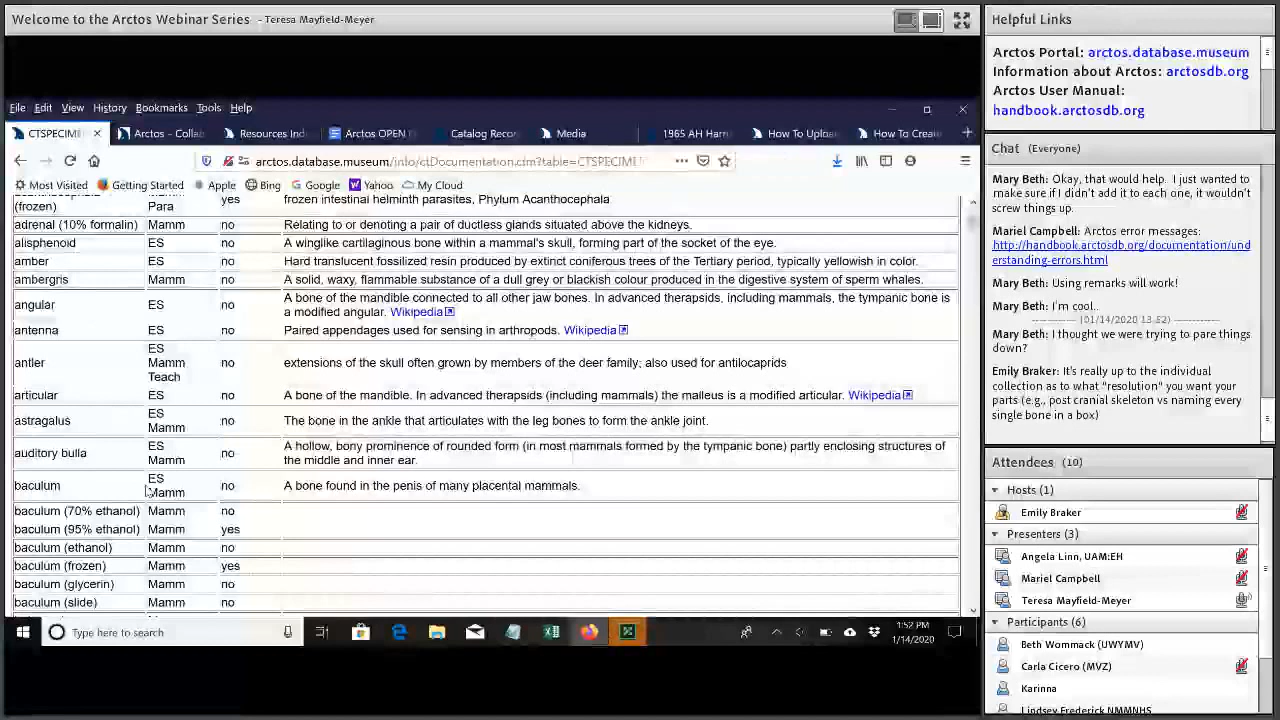 Welcome to the Arctos Webinar Series - Teresa Mayfield-Meyer
File Edit View History Bookmarks Tools Help
CTSPECIMI Arctos – Collab Resources Ind Arctos OPEN Catalog Recor Media 1965 AH Harri How To Uploa How To Create
arctos.database.museum/info/ctDocumentation.cfm?table=CTSPECIME
Most Visited Getting Started Apple Bing Google Yahoo My Cloud
(frozen) Para yes frozen intestinal helminth parasites, Phylum Acanthocephala
adrenal (10% formalin) Mamm no Relating to or denoting a pair of ductless glands situated above the kidneys.
alisphenoid ES no A winglike cartilaginous bone within a mammal's skull, forming part of the socket of the eye.
amber ES no Hard translucent fossilized resin produced by extinct coniferous trees of the Tertiary period, typically yellowish in color.
ambergris Mamm no A solid, waxy, flammable substance of a dull grey or blackish colour produced in the digestive system of sperm whales.
angular ES no A bone of the mandible connected to all other jaw bones. In advanced therapsids, including mammals, the tympanic bone is
a modified angular. Wikipedia
antenna ES no Paired appendages used for sensing in arthropods. Wikipedia
ES
antler Mamm no extensions of the skull often grown by members of the deer family; also used for antilocaprids
Teach
articular ES no A bone of the mandible. In advanced therapsids (including mammals) the malleus is a modified articular. Wikipedia
ES
astragalus no The bone in the ankle that articulates with the leg bones to form the ankle joint.
Mamm
ES A hollow, bony prominence of rounded form (in most mammals formed by the tympanic bone) partly enclosing structures of
auditory bulla no
Mamm the middle and inner ear.
ES
baculum no A bone found in the penis of many placental mammals.
Mamm
baculum (70% ethanol) Mamm no
baculum (95% ethanol) Mamm yes
baculum (ethanol) Mamm no
baculum (frozen) Mamm yes
baculum (glycerin) Mamm no
baculum (slide) Mamm no
Type here to search
1:52 PM
1/14/2020
Helpful Links
Arctos Portal: arctos.database.museum
Information about Arctos: arctosdb.org
Arctos User Manual:
handbook.arctosdb.org
Chat (Everyone)
Mary Beth: Okay, that would help. I just wanted to
make sure if I didn't add it to each one, it wouldn't
screw things up.
Mariel Campbell: Arctos error messages:
http://handbook.arctosdb.org/documentation/und
erstanding-errors.html
Mary Beth: Using remarks will work!
Mary Beth: I'm cool..
--------------- (01/14/2020 13:52) ---------------
Mary Beth: I thought we were trying to pare things
down?
Emily Braker: It's really up to the individual
collection as to what "resolution" you want your
parts (e.g., post cranial skeleton vs naming every
single bone in a box)
Attendees (10)
Hosts (1)
Emily Braker
Presenters (3)
Angela Linn, UAM:EH
Mariel Campbell
Teresa Mayfield-Meyer
Participants (6)
Beth Wommack (UWYMV)
Carla Cicero (MVZ)
Karinna
Lindsey Frederick NMMNHS